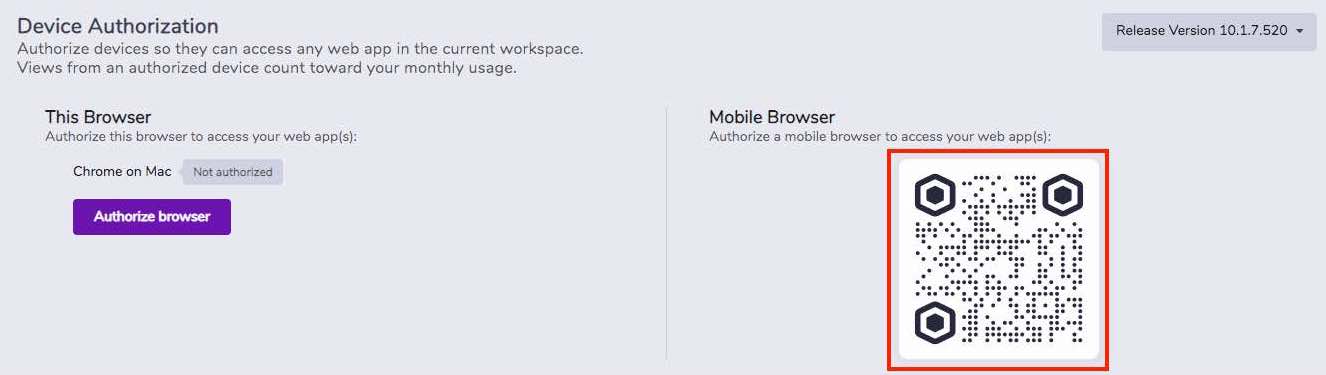 Device Authorization
Authorize devices so they can access any web app in the current workspace.
Views from an authorized device count toward your monthly usage.
Release Version 10.1.7.520
This Browser
Authorize this browser to access your web app(s):
Chrome on Mac
Not authorized
Authorize browser
Mobile Browser
Authorize a mobile browser to access your web app(s):